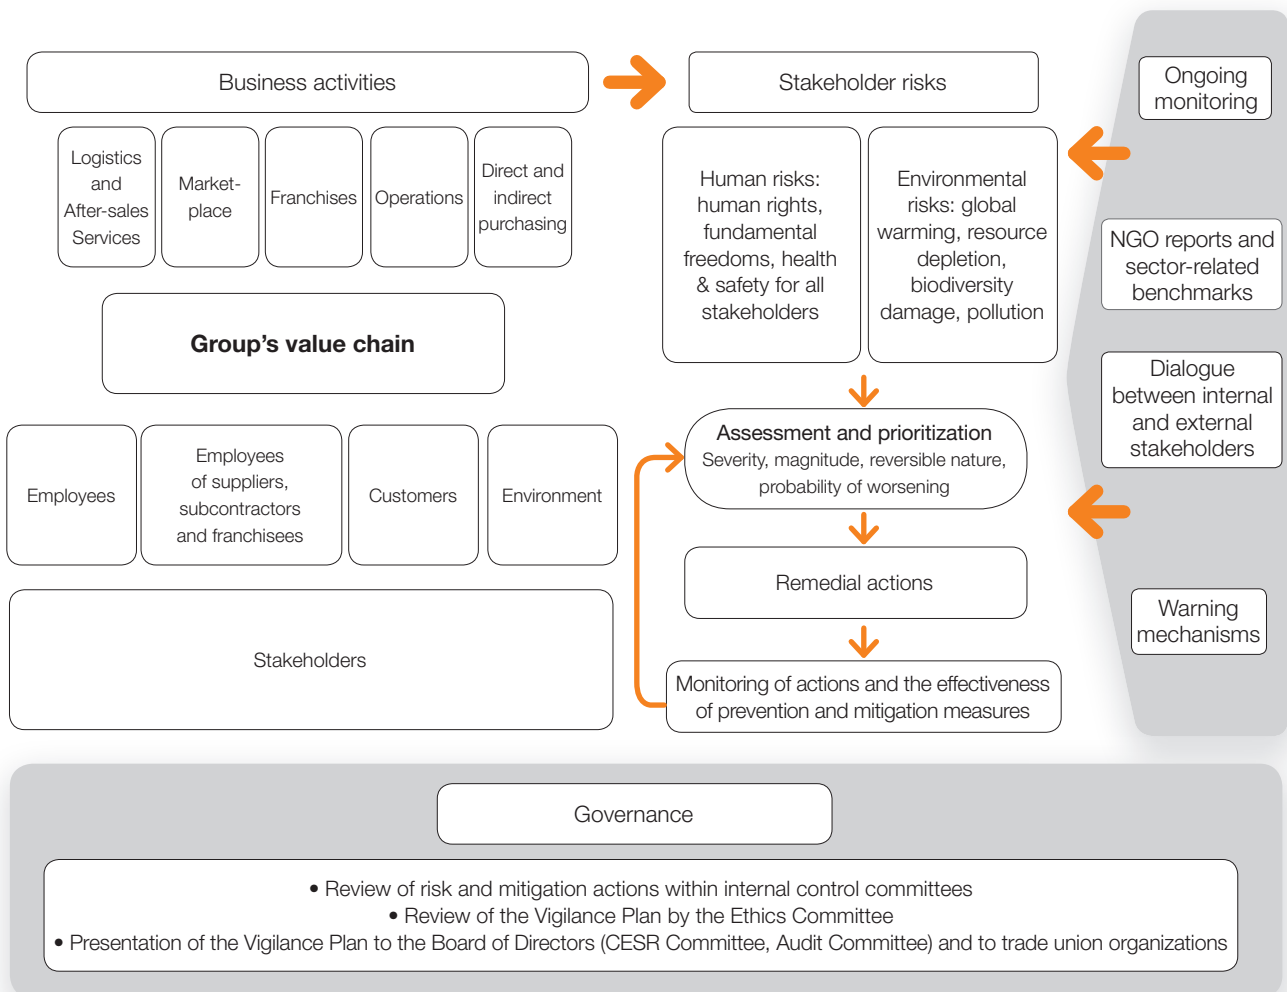 Business activities
Logistics
and
After-sales
Services
Market-
place
Franchises
Operations
Direct and
indirect
purchasing
Group's value chain
Employees
Employees
of suppliers,
subcontractors
and franchisees
Customers
Environment
Stakeholders
Stakeholder risks
Human risks:
human rights,
fundamental
freedoms, health
& safety for all
stakeholders
Environmental
risks: global
warming, resource
depletion,
biodiversity
damage, pollution
Assessment and prioritization
Severity, magnitude, reversible nature,
probability of worsening
Remedial actions
Monitoring of actions and the effectiveness
of prevention and mitigation measures
Ongoing
monitoring
NGO reports and
sector-related
benchmarks
Dialogue
between internal
and external
stakeholders
Warning
mechanisms
Governance
• Review of risk and mitigation actions within internal control committees
• Review of the Vigilance Plan by the Ethics Committee
• Presentation of the Vigilance Plan to the Board of Directors (CESR Committee, Audit Committee) and to trade union organizations